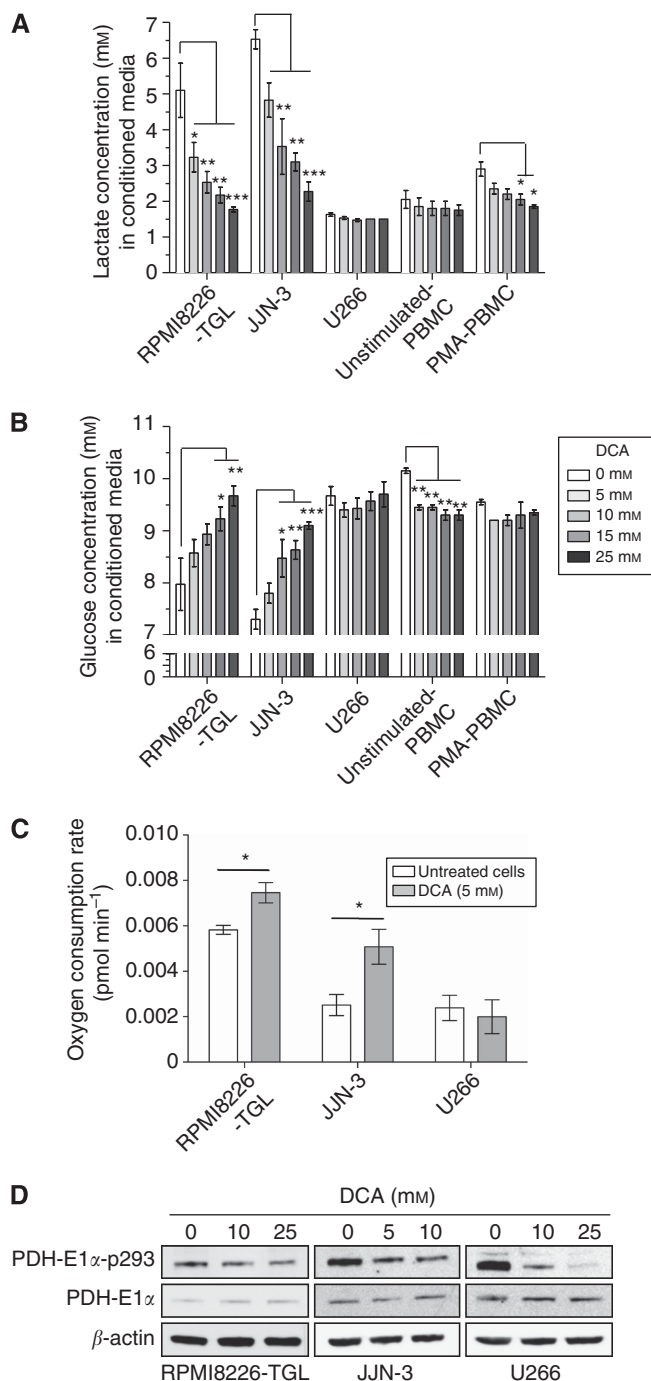 A
Lactate concentration (mM)
in conditioned media
7
6
5
4
3
2
1
0
*
**
**
***
**
**
***
*
*
RPMI8226
-TGL
JJN-3
U266
Unstimulated-
PBMC
PMA-PBMC
B
Glucose concentration (mM)
in conditioned media
11
10
9
8
7
6
0
*
**
*
**
***
**
**
**
**
RPMI8226
-TGL
JJN-3
U266
Unstimulated-
PBMC
PMA-PBMC
DCA
0 mM
5 mM
10 mM
15 mM
25 mM
C
Oxygen consumption rate
(pmol min−1)
0.010
0.008
0.006
0.004
0.002
0
*
*
Untreated cells
DCA (5 mM)
RPMI8226
-TGL
JJN-3
U266
D
DCA (mM)
0 10 25 0 5 10 0 10 25
PDH-E1α-p293
PDH-E1α
β-actin
RPMI8226-TGL JJN-3 U266